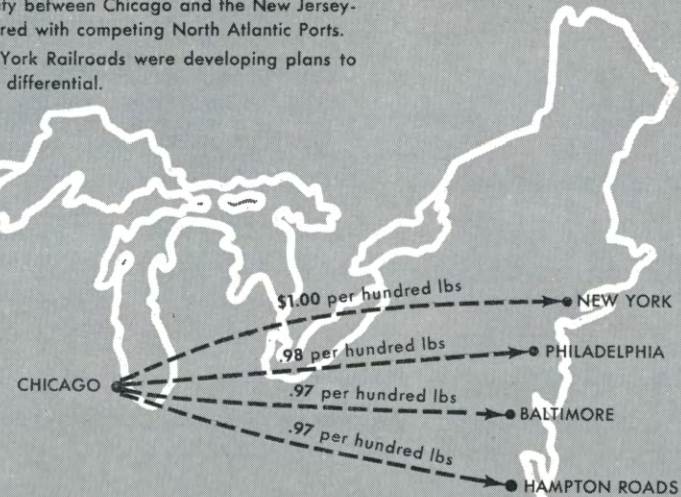 ty between Chicago and the New Jersey-
red with competing North Atlantic Ports.
York Railroads were developing plans to
differential.
$1.00 per hundred lbs
NEW YORK
.98 per hundred lbs
PHILADELPHIA
CHICAGO
.97 per hundred lbs
BALTIMORE
.97 per hundred lbs
HAMPTON ROADS